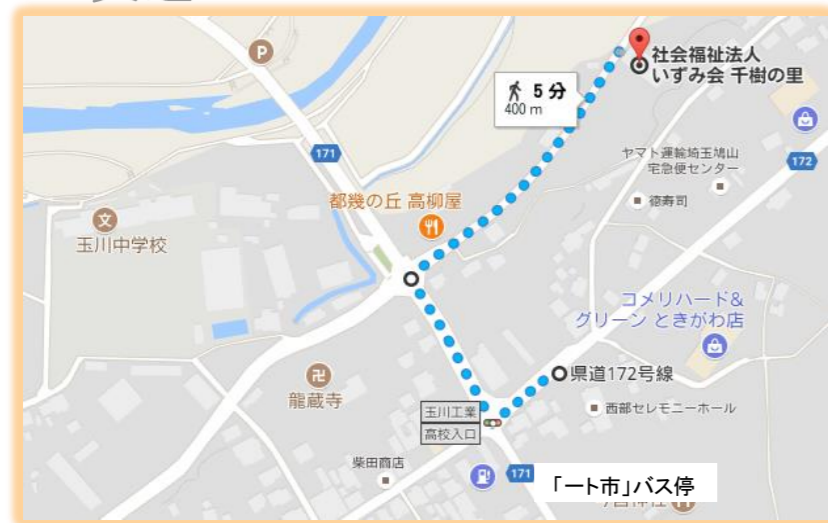 P
社会福祉法人
いずみ会 千樹の里
5 分
400 m
171
ヤマト運輸埼玉鳩山
宅急便センター
172
徳寿司
都幾の丘 高柳屋
文
玉川中学校
コメリハード&
グリーン ときがわ店
卍
龍蔵寺
県道172号線
玉川工業
高校入口
西部セレモニーホール
柴田商店
171
「一ト市」バス停